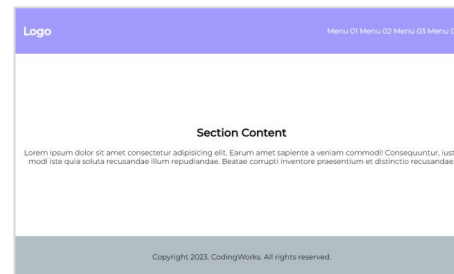 Logo
Menu 01 Menu 02 Menu 03 Menu
Section Content
Lorem ipsum dolor sit amet consectetur adipisicing elit. Earum amet sapiente a veniam commodi! Consequuntur, iust
modi iste quia soluta recusandae illum repudiandae. Beatae corrupti inventore praesentium et distinctio recusandae
Copyright 2023. CodingWorks. All rights reserved.